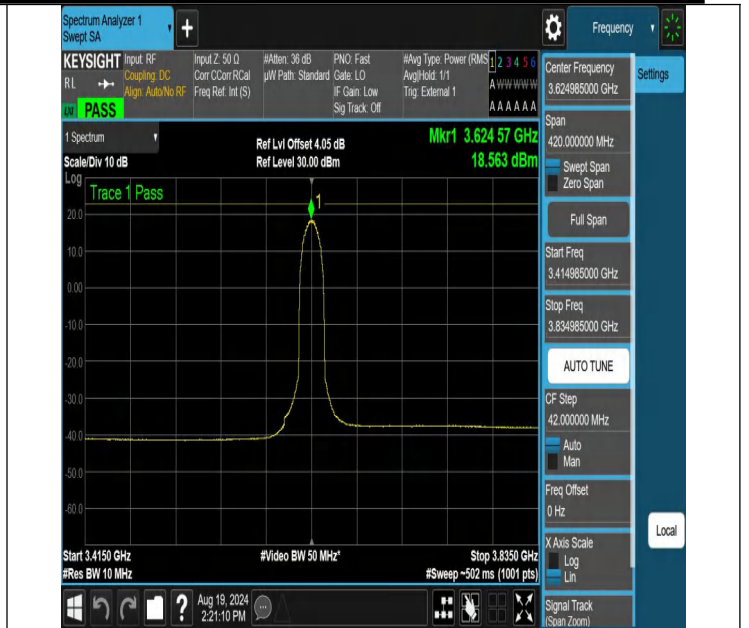 Spectrum Analyzer 1
Swept SA
+
Frequency
KEYSIGHT
RL
PASS
Input: RF
Coupling: DC
Align: Auto/No RF
Input Z: 50 Ω
Corr CCorr RCal
Freq Ref: Int (S)
#Atten: 36 dB
µW Path: Standard
PNO: Fast
Gate: LO
IF Gain: Low
Sig Track: Off
#Avg Type: Power (RMS
Avg|Hold: 1/1
Trig: External 1
1 2 3 4 5 6
A W W W W W
A A A A A A
Settings
1 Spectrum
Scale/Div 10 dB
Ref Lvl Offset 4.05 dB
Ref Level 30.00 dBm
Mkr1 3.624 57 GHz
18.563 dBm
Log
Trace 1 Pass
1
20.0
10.0
0.00
-10.0
-20.0
-30.0
-40.0
-50.0
-60.0
Start 3.4150 GHz
#Res BW 10 MHz
#Video BW 50 MHz*
Stop 3.8350 GHz
#Sweep ~502 ms (1001 pts)
Center Frequency
3.624985000 GHz
Span
420.000000 MHz
Swept Span
Zero Span
Full Span
Start Freq
3.414985000 GHz
Stop Freq
3.834985000 GHz
AUTO TUNE
CF Step
42.000000 MHz
Auto
Man
Freq Offset
0 Hz
X Axis Scale
Log
Lin
Signal Track
(Span Zoom)
Local
?
Aug 19, 2024
2:21:10 PM